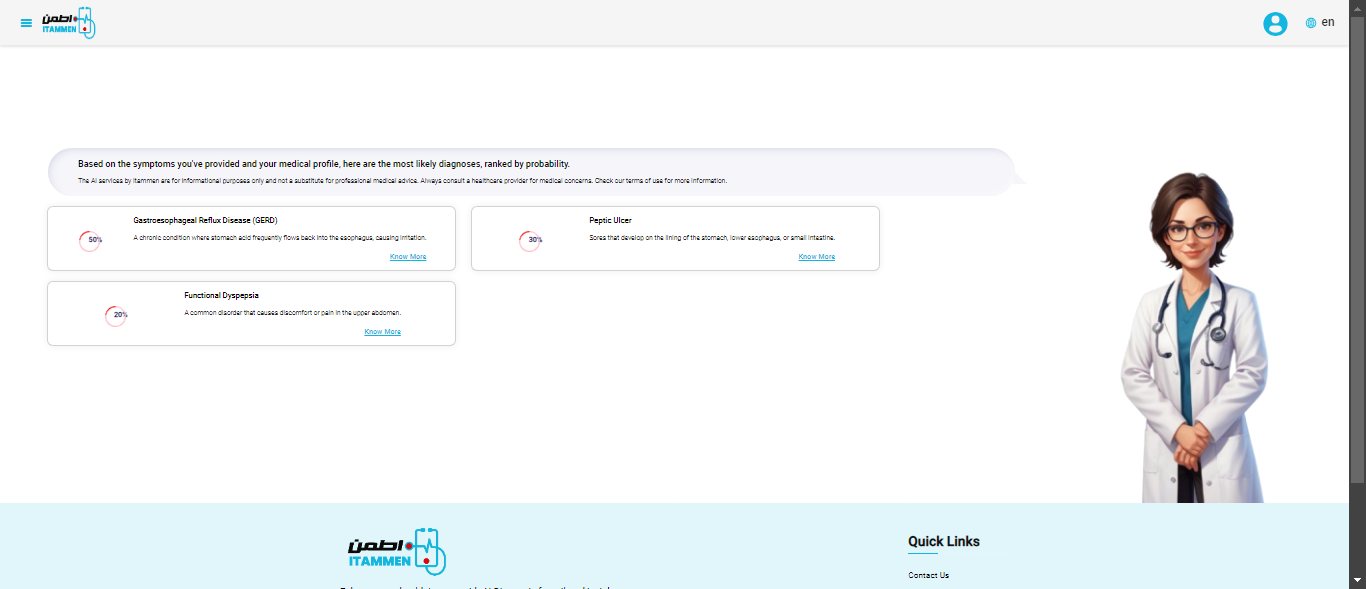 اطمن
ITAMMEN
en
Based on the symptoms you've provided and your medical profile, here are the most likely diagnoses, ranked by probability.
The AI services by Itammen are for informational purposes only and not a substitute for professional medical advice. Always consult a healthcare provider for medical concerns. Check our terms of use for more information.
Gastroesophageal Reflux Disease (GERD)
50%
A chronic condition where stomach acid frequently flows back into the esophagus, causing irritation.
Know More
Peptic Ulcer
30%
Sores that develop on the lining of the stomach, lower esophagus, or small intestine.
Know More
Functional Dyspepsia
20%
A common disorder that causes discomfort or pain in the upper abdomen.
Know More
اطمن
ITAMMEN
Quick Links
Contact Us